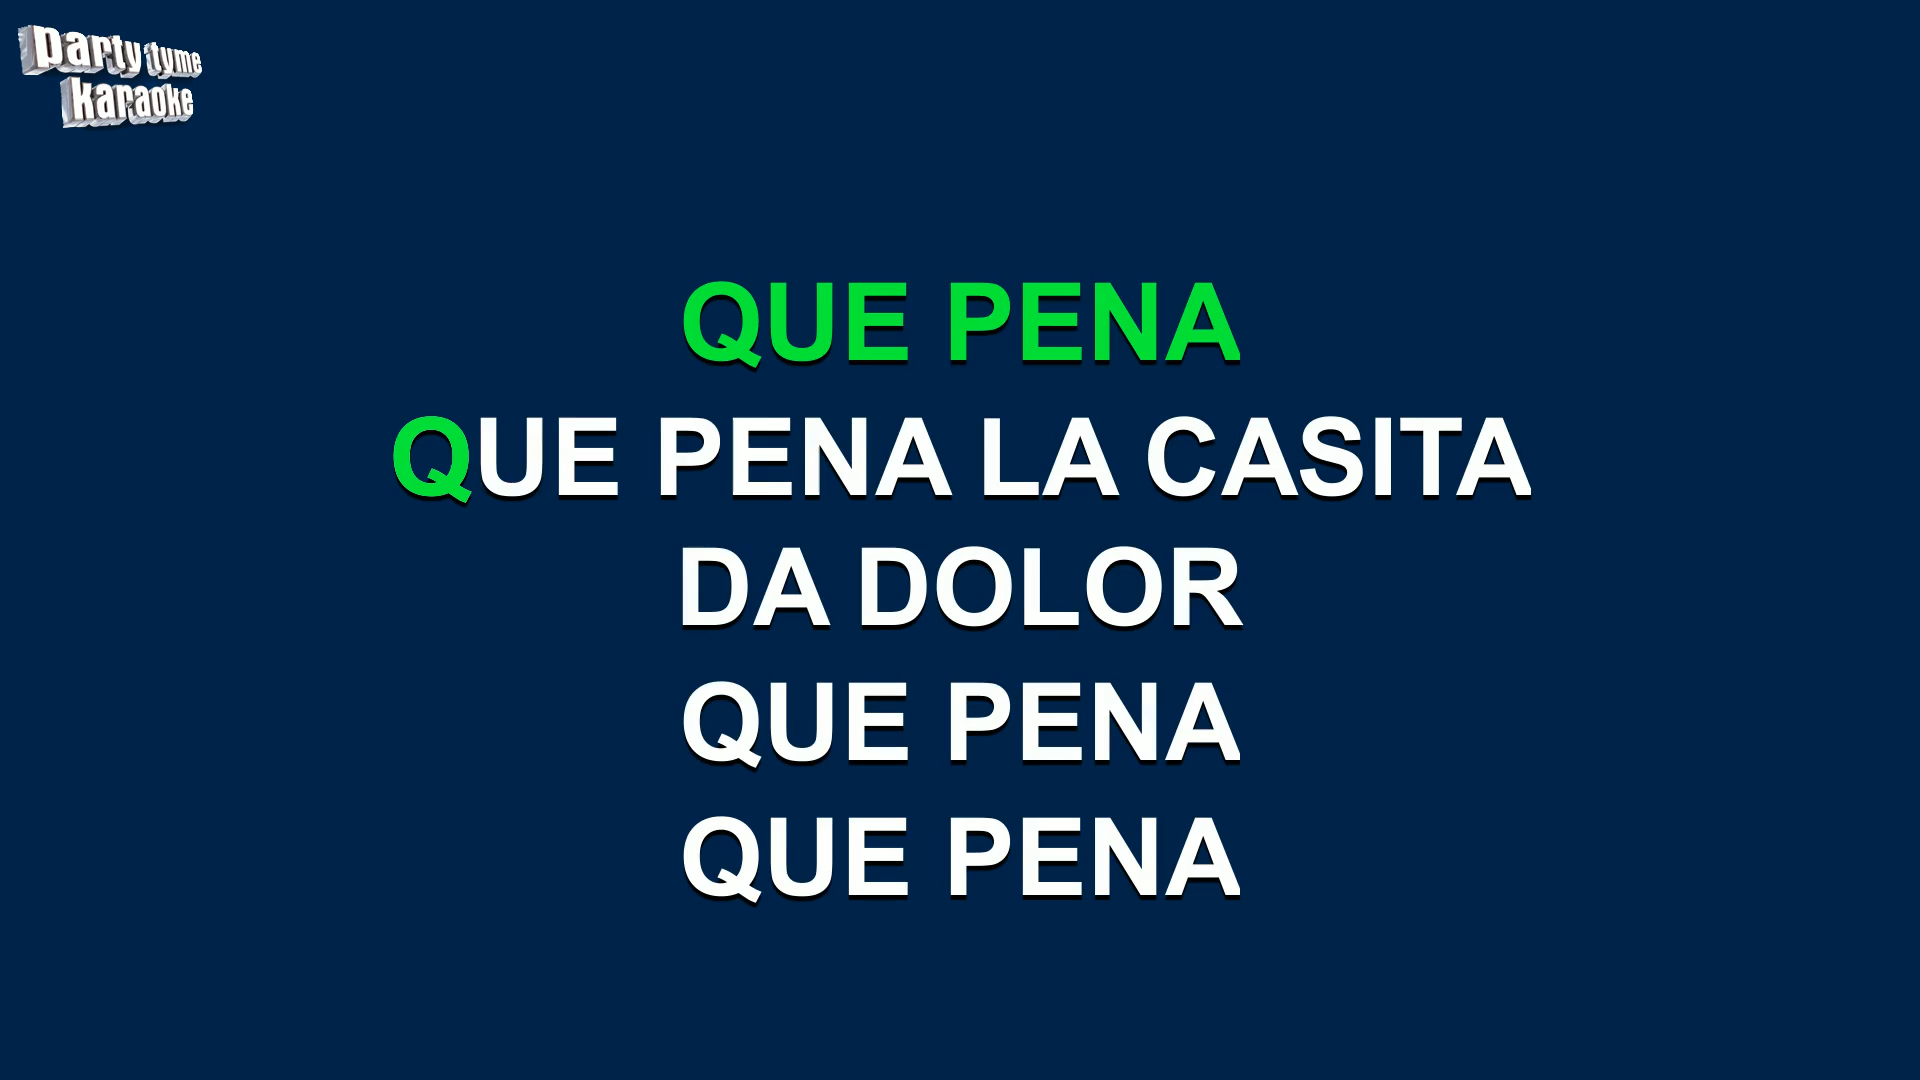 party tyme
karaoke
QUE PENA
QUE PENA LA CASITA
DA DOLOR
QUE PENA
QUE PENA